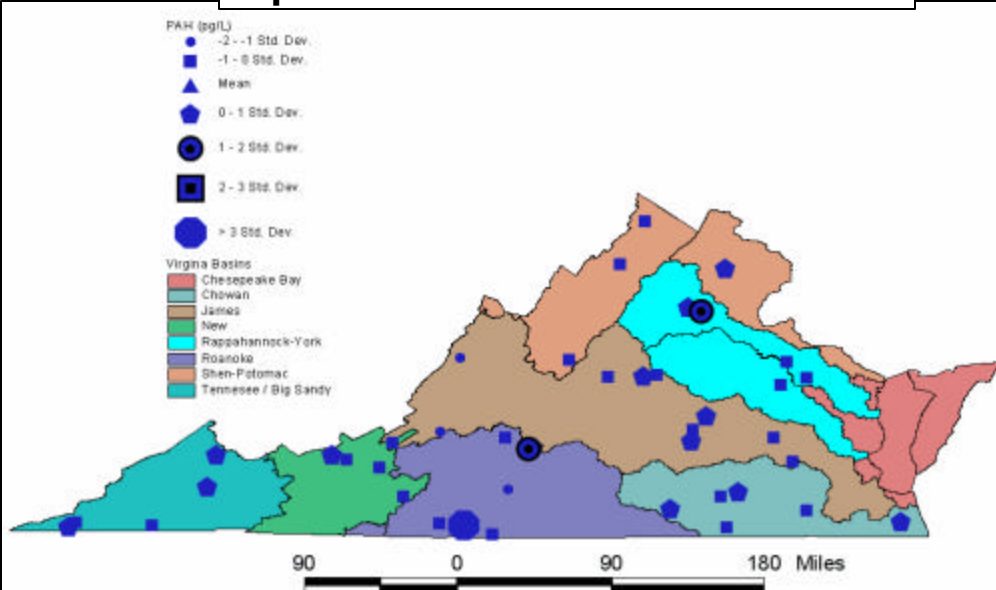 PAH (pg/L)
-2 - -1 Std. Dev.
-1 - 0 Std. Dev.
Mean
0 - 1 Std. Dev.
1 - 2 Std. Dev.
2 - 3 Std. Dev.
> 3 Std. Dev.
Virgina Basins
Chesepeake Bay
Chowan
James
New
Rappahannock-York
Roanoke
Shen-Potomac
Tennesee / Big Sandy
90 0 90 180 Miles